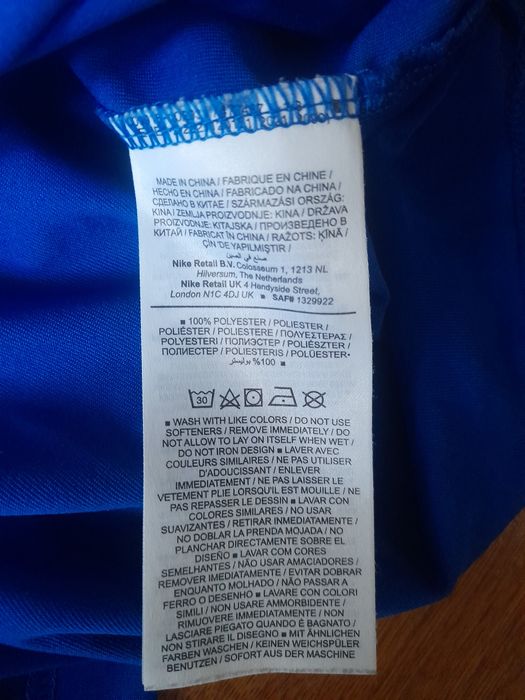 MADE IN CHINA / FABRIQUE EN CHINE /
HECHO EN CHINA / FABRICADO NA CHINA /
СДЕЛАНО В КИТАЕ / SZÁRMAZÁSI ORSZÁG:
KINA / ZEMLJA PROIZVODNJE: KINA / DRŽAVA
PROIZVODNJE: KITAJSKA / ПРОИЗВЕДЕНО В
КИТАЙ / FABRICAT ÎN CHINA / RAŽOTS: ĶĪNĀ /
ÇİN'DE YAPILMIŞTIR /
صنع في الصين
Nike Retail B.V. Colosseum 1, 1213 NL
Hilversum, The Netherlands
Nike Retail UK 4 Handyside Street,
London N1C 4DJ UK ■ SAF# 1329922
■ 100% POLYESTER / POLIESTER /
POLIÉSTER / POLIESTERE / ΠΟΛΥΕΣΤΕΡΑΣ /
POLYESTERI / ПОЛИЭСТЕР / POLIÉSZTER /
ПОЛИЕСТЕР / POLIESTERIS / POLÜESTER
■ 100% بوليستر ■
30
■ WASH WITH LIKE COLORS / DO NOT USE
SOFTENERS / REMOVE IMMEDIATELY / DO
NOT ALLOW TO LAY ON ITSELF WHEN WET /
DO NOT IRON DESIGN ■ LAVER AVEC
COULEURS SIMILAIRES / NE PAS UTILISER
D'ADOUCISSANT / ENLEVER
IMMEDIATEMENT / NE PAS LAISSER LE
VETEMENT PLIE LORSQU'IL EST MOUILLE / NE
PAS REPASSER LE DESSIN ■ LAVAR CON
COLORES SIMILARES / NO USAR
SUAVIZANTES / RETIRAR INMEDIATAMENTE /
NO DOBLAR LA PRENDA MOJADA / NO
PLANCHAR DIRECTAMENTE SOBRE EL
DISEÑO ■ LAVAR COM CORES
SEMELHANTES / NÃO USAR AMACIADORES /
REMOVER IMEDIATAMENTE / EVITAR DOBRAR
ENQUANTO MOLHADO / NÃO PASSAR A
FERRO O DESENHO ■ LAVARE CON COLORI
SIMILI / NON USARE AMMORBIDENTE /
RIMUOVERE IMMEDIATAMENTE / NON
LASCIARE PIEGATO QUANDO È BAGNATO /
NON STIRARE IL DISEGNO ■ MIT ÄHNLICHEN
FARBEN WASCHEN / KEINEN WEICHSPÜLER
BENUTZEN / SOFORT AUS DER MASCHINE